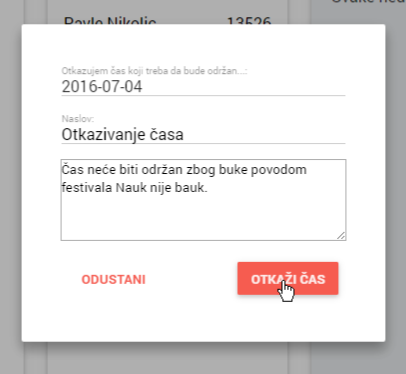 Pavle Nikolic 13526
Otkazujem čas koji treba da bude održan...:
2016-07-04
Naslov:
Otkazivanje časa
Čas neće biti održan zbog buke povodom
festivala Nauk nije bauk.
ODUSTANI OTKAŽI ČAS